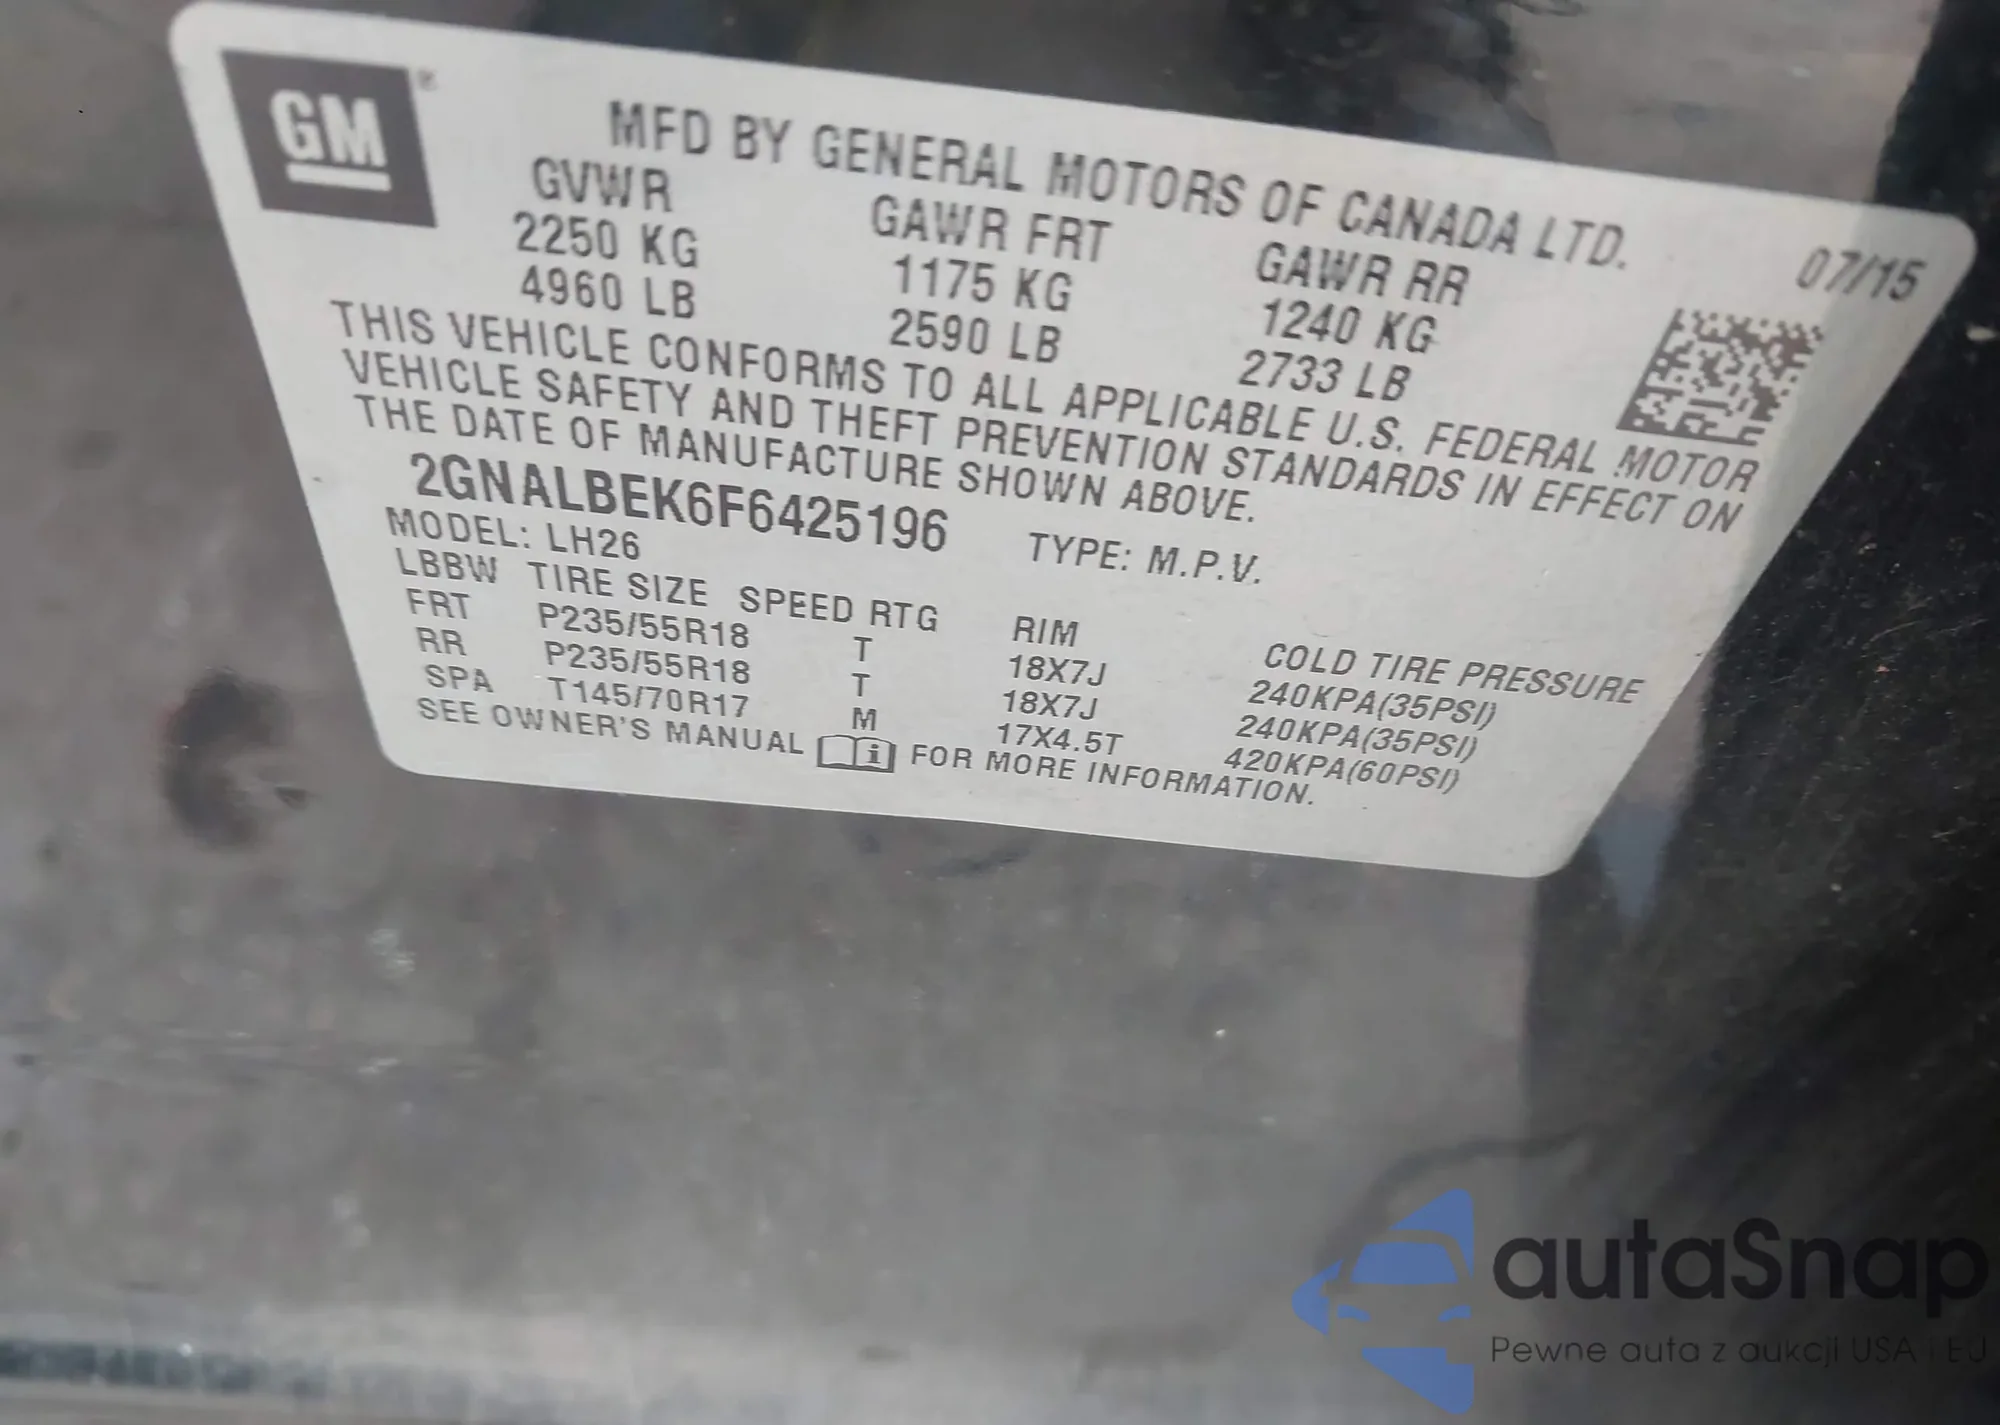 GM®
MFD BY GENERAL MOTORS OF CANADA LTD.
07/15
GVWR GAWR FRT GAWR RR
2250 KG 1175 KG 1240 KG
4960 LB 2590 LB 2733 LB
THIS VEHICLE CONFORMS TO ALL APPLICABLE U.S. FEDERAL MOTOR
VEHICLE SAFETY AND THEFT PREVENTION STANDARDS IN EFFECT ON
THE DATE OF MANUFACTURE SHOWN ABOVE.
2GNALBEK6F6425196 TYPE: M.P.V.
MODEL: LH26
LBBW TIRE SIZE SPEED RTG RIM COLD TIRE PRESSURE
FRT P235/55R18 T 18X7J 240KPA(35PSI)
RR P235/55R18 T 18X7J 240KPA(35PSI)
SPA T145/70R17 M 17X4.5T 420KPA(60PSI)
SEE OWNER'S MANUAL FOR MORE INFORMATION.
autaSnap
Pewne auta z aukcji USA i EU